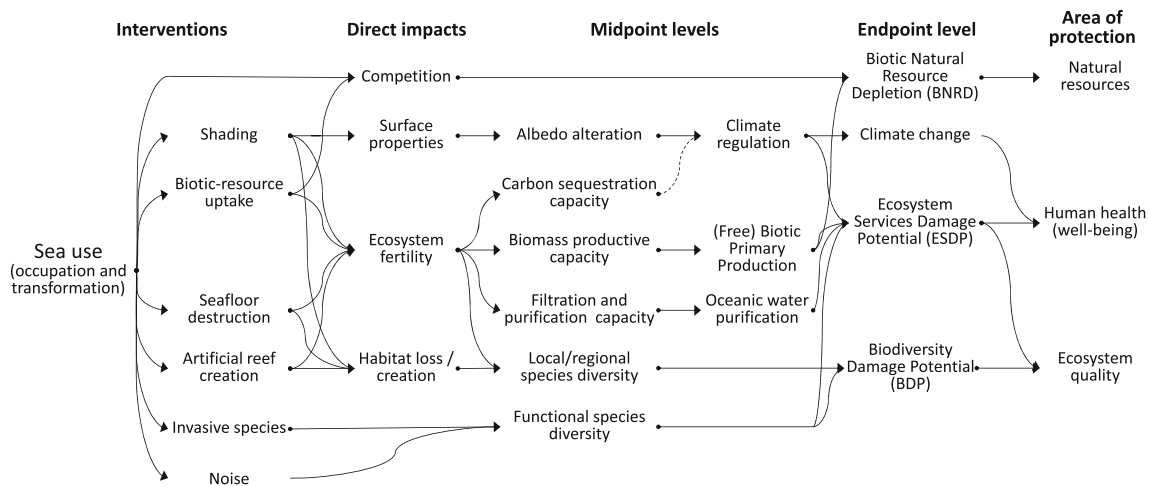 Interventions
Direct impacts
Midpoint levels
Endpoint level
Area of
protection
Competition
Biotic Natural
Resource
Depletion (BNRD)
Natural
resources
Shading
Surface
properties
Albedo alteration
Climate
regulation
Climate change
Biotic-resource
uptake
Carbon sequestration
capacity
Sea use
(occupation and
transformation)
Ecosystem
fertility
Biomass productive
capacity
(Free) Biotic
Primary
Production
Ecosystem
Services Damage
Potential (ESDP)
Human health
(well-being)
Seafloor
destruction
Filtration and
purification capacity
Oceanic water
purification
Artificial reef
creation
Habitat loss /
creation
Local/regional
species diversity
Biodiversity
Damage Potential
(BDP)
Ecosystem
quality
Invasive species
Functional species
diversity
Noise